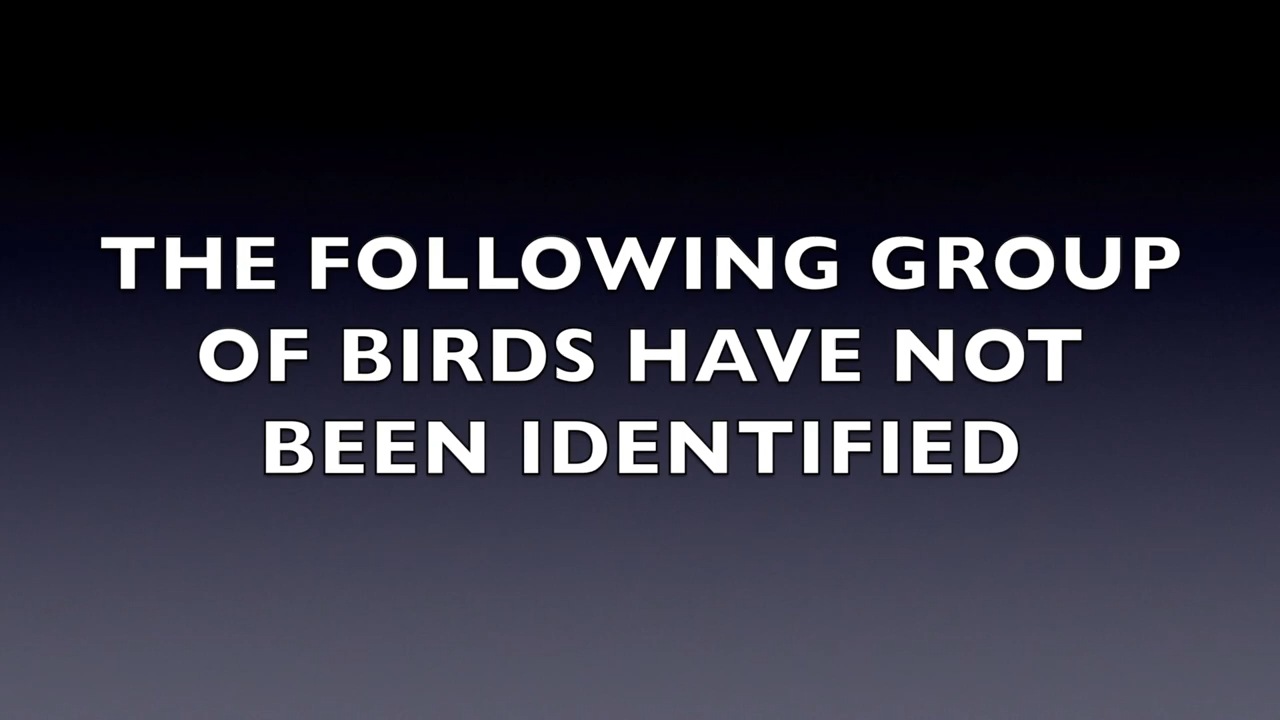 THE FOLLOWING GROUP
OF BIRDS HAVE NOT
BEEN IDENTIFIED